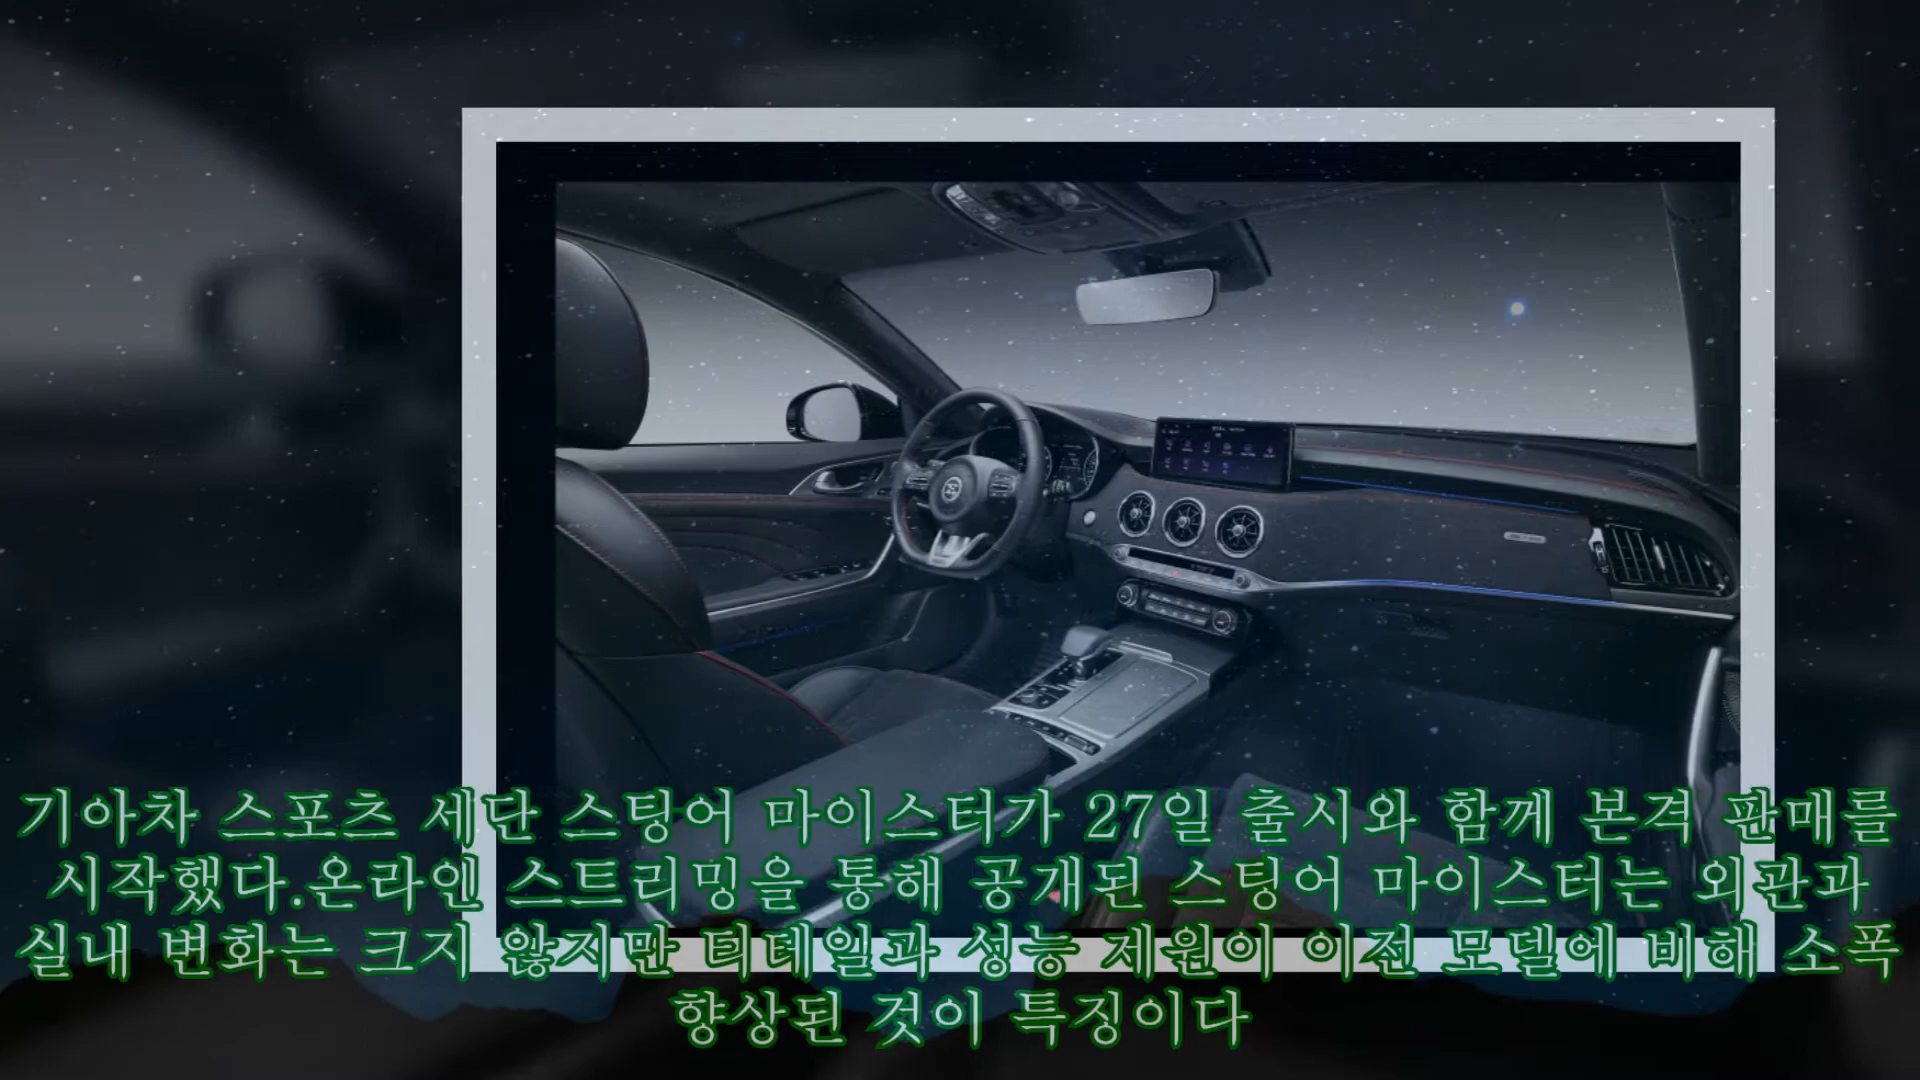 기아차 스포츠 세단 스팅어 마이스터가 27일 출시와 함께 본격 판매를
시작했다.온라인 스트리밍을 통해 공개된 스팅어 마이스터는 외관과
실내 변화는 크지 않지만 티테일과 성능 제원이 이전 모델에 비해 소폭
향상된 것이 특징이다